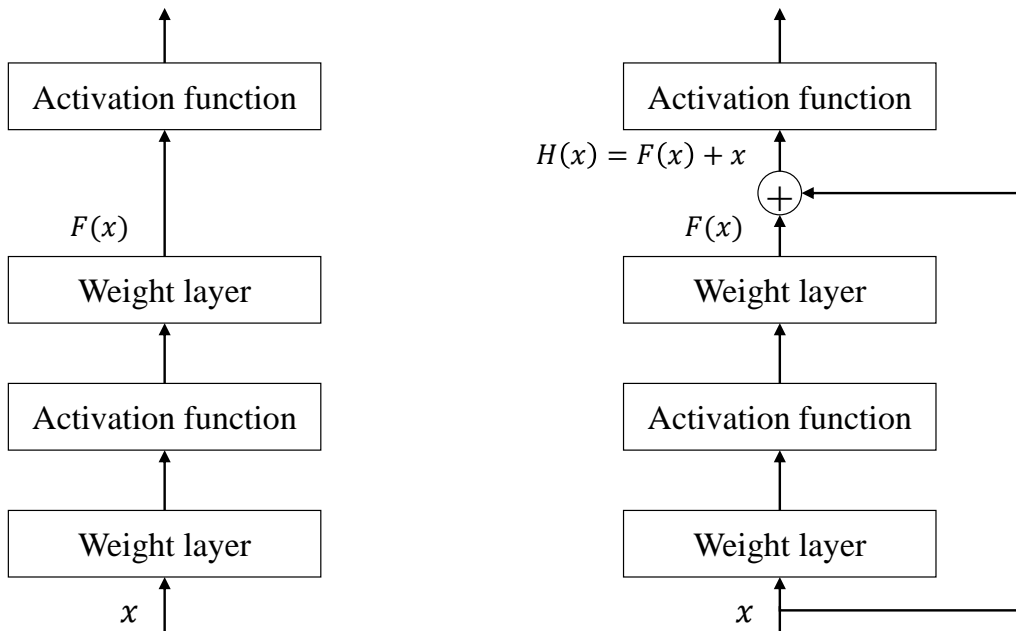 Activation function
F(x)
Weight layer
Activation function
Weight layer
x
Activation function
H(x) = F(x) + x
+
F(x)
Weight layer
Activation function
Weight layer
x